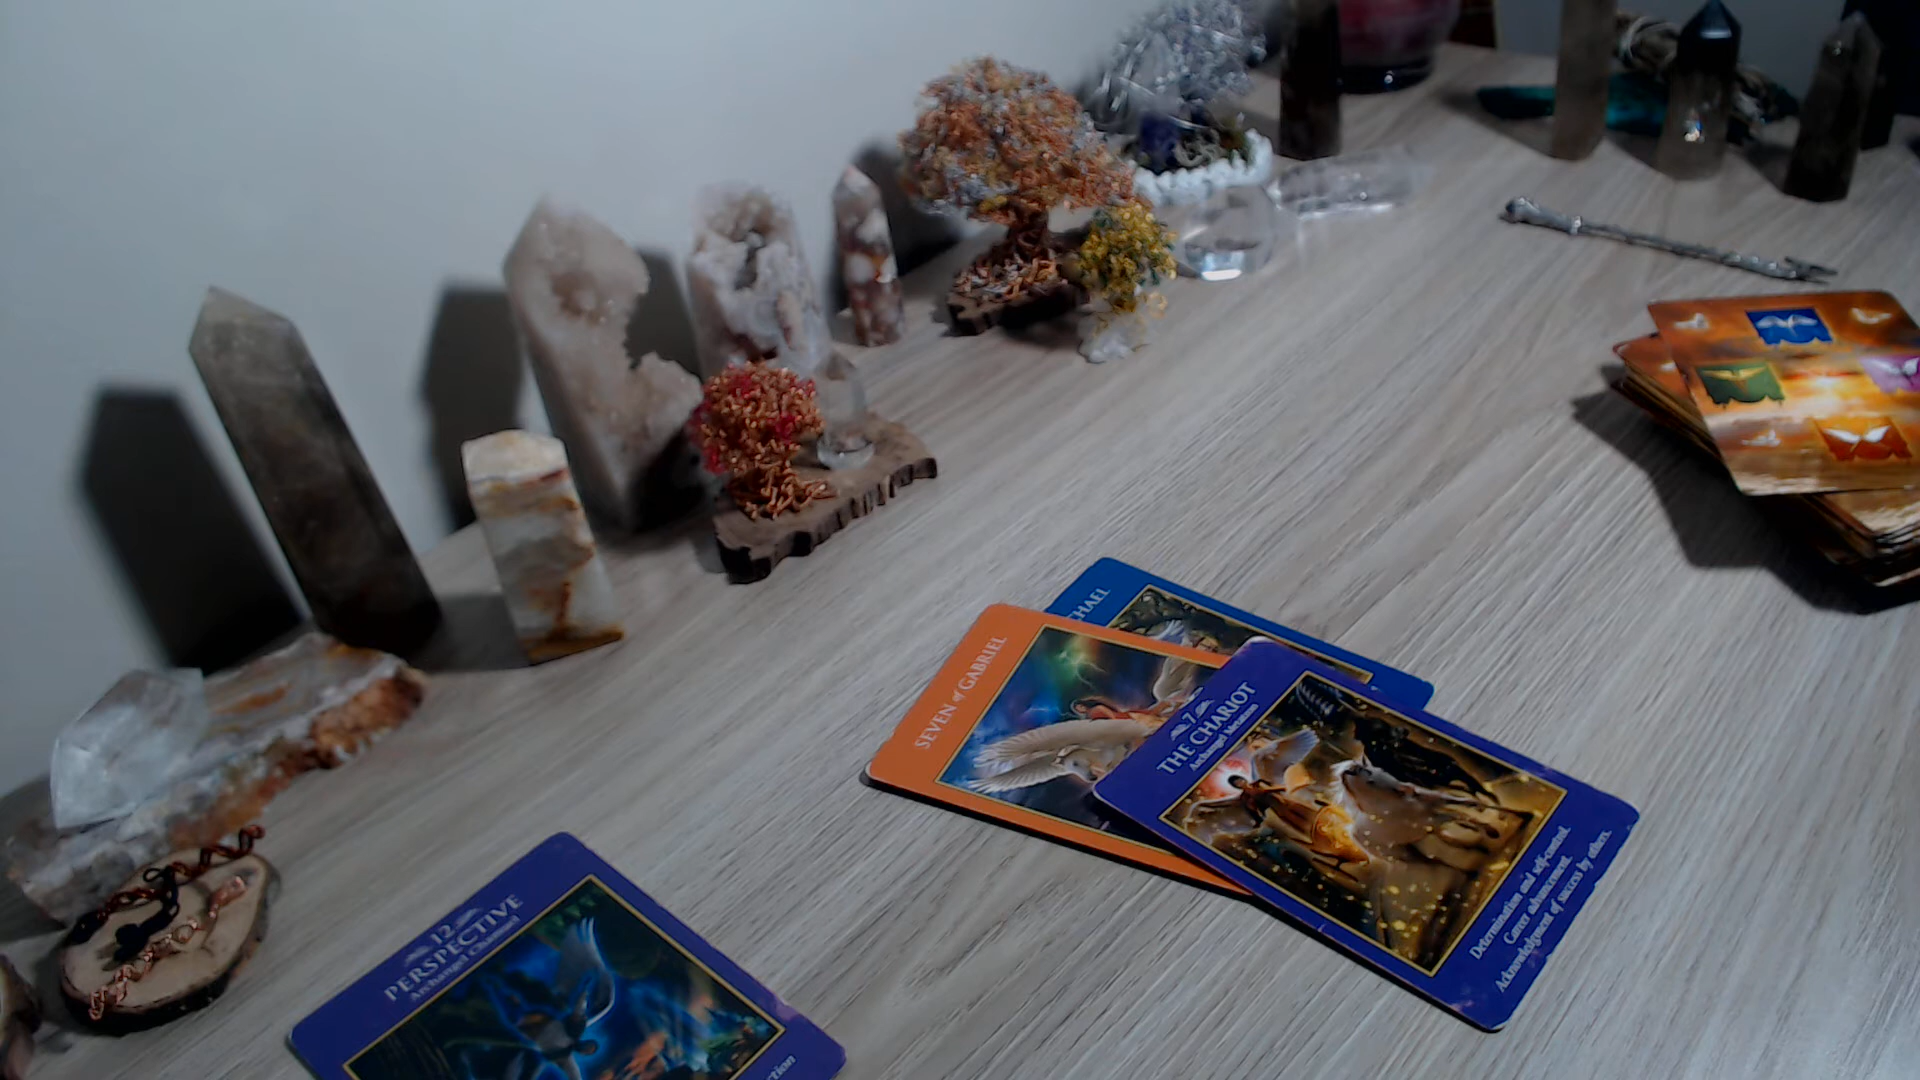 HAEL
SEVEN of GABRIEL
7
THE CHARIOT
Archangel Metatron
Determination and self-control.
Career advancement.
Acknowledgment of success by others.
12
PERSPECTIVE
Archangel Chamuel